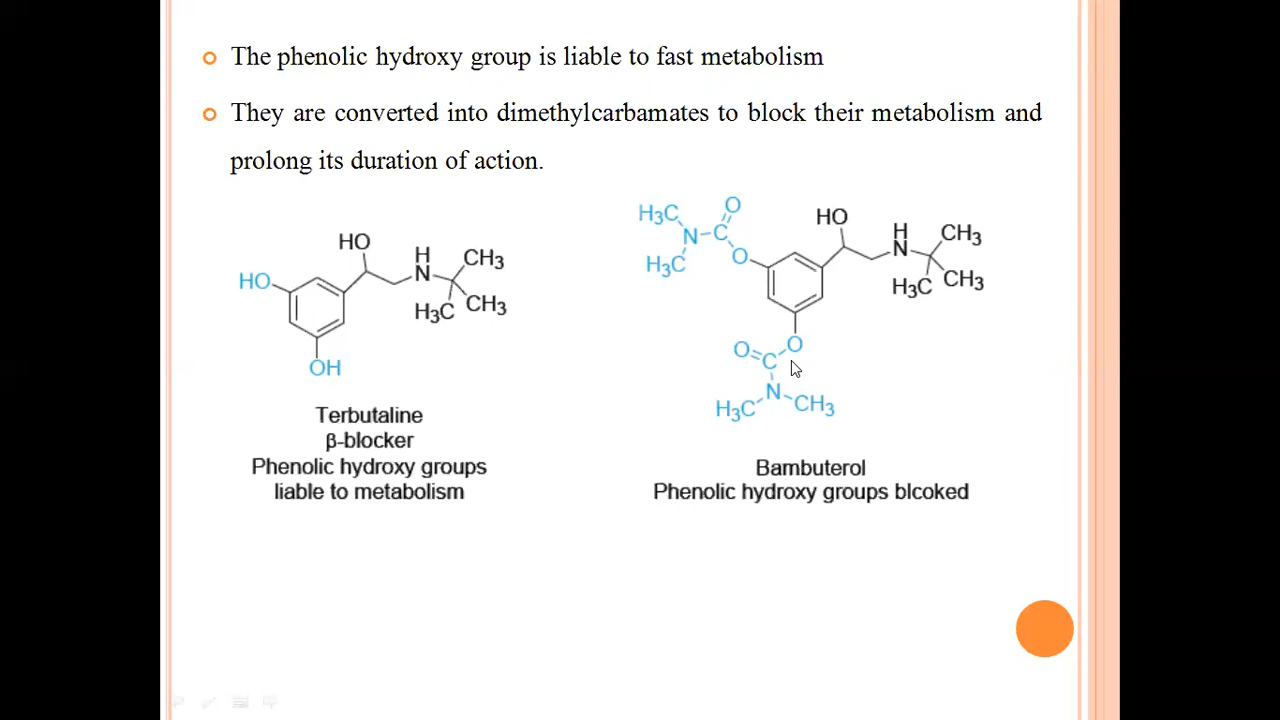 The phenolic hydroxy group is liable to fast metabolism
They are converted into dimethylcarbamates to block their metabolism and
prolong its duration of action.
HO
HO
H
N
CH3
H3C
CH3
OH
Terbutaline
β-blocker
Phenolic hydroxy groups
liable to metabolism
H3C
O
N
C
H3C
O
HO
H
N
CH3
H3C
CH3
O
O
C
N
H3C
CH3
Bambuterol
Phenolic hydroxy groups blcoked